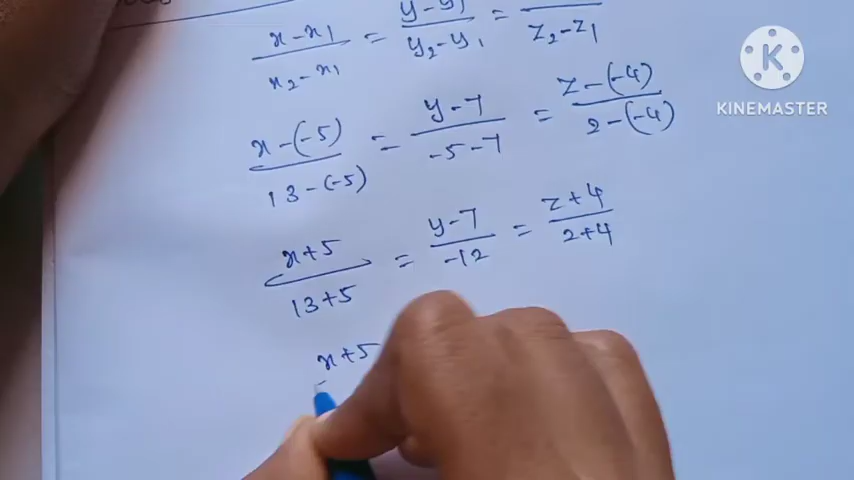 (x-x₁)/(x₂-x₁) = (y-y₁)/(y₂-y₁) = /(z₂-z₁)
(x-(-5))/(13-(-5)) = (y-7)/(-5-7) = (z-(-4))/(2-(-4))
(x+5)/(13+5) = (y-7)/(-12) = (z+4)/(2+4)
x+5
KINEMASTER